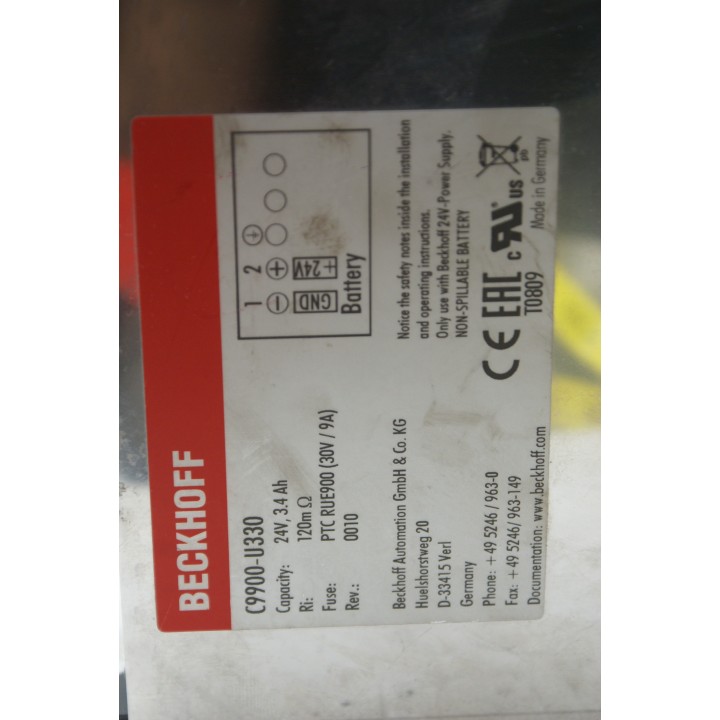 BECKHOFF
C9900-U330
Capacity: 24V, 3.4 Ah
Ri: 120m Ω
Fuse: PTC RUE900 (30V / 9A)
Rev.: 0010
1 2
GND +24V
Battery
Beckhoff Automation GmbH & Co. KG
Huelshorstweg 20
D-33415 Verl
Germany
Phone: +49 5246 / 963-0
Fax: +49 5246/ 963-149
Documentation: www.beckhoff.com
Notice the safety notes inside the installation
and operating instructions.
Only use with Beckhoff 24V-Power Supply.
NON-SPILLABLE BATTERY
CE EAC c RU US
Pb
T0809
Made in Germany